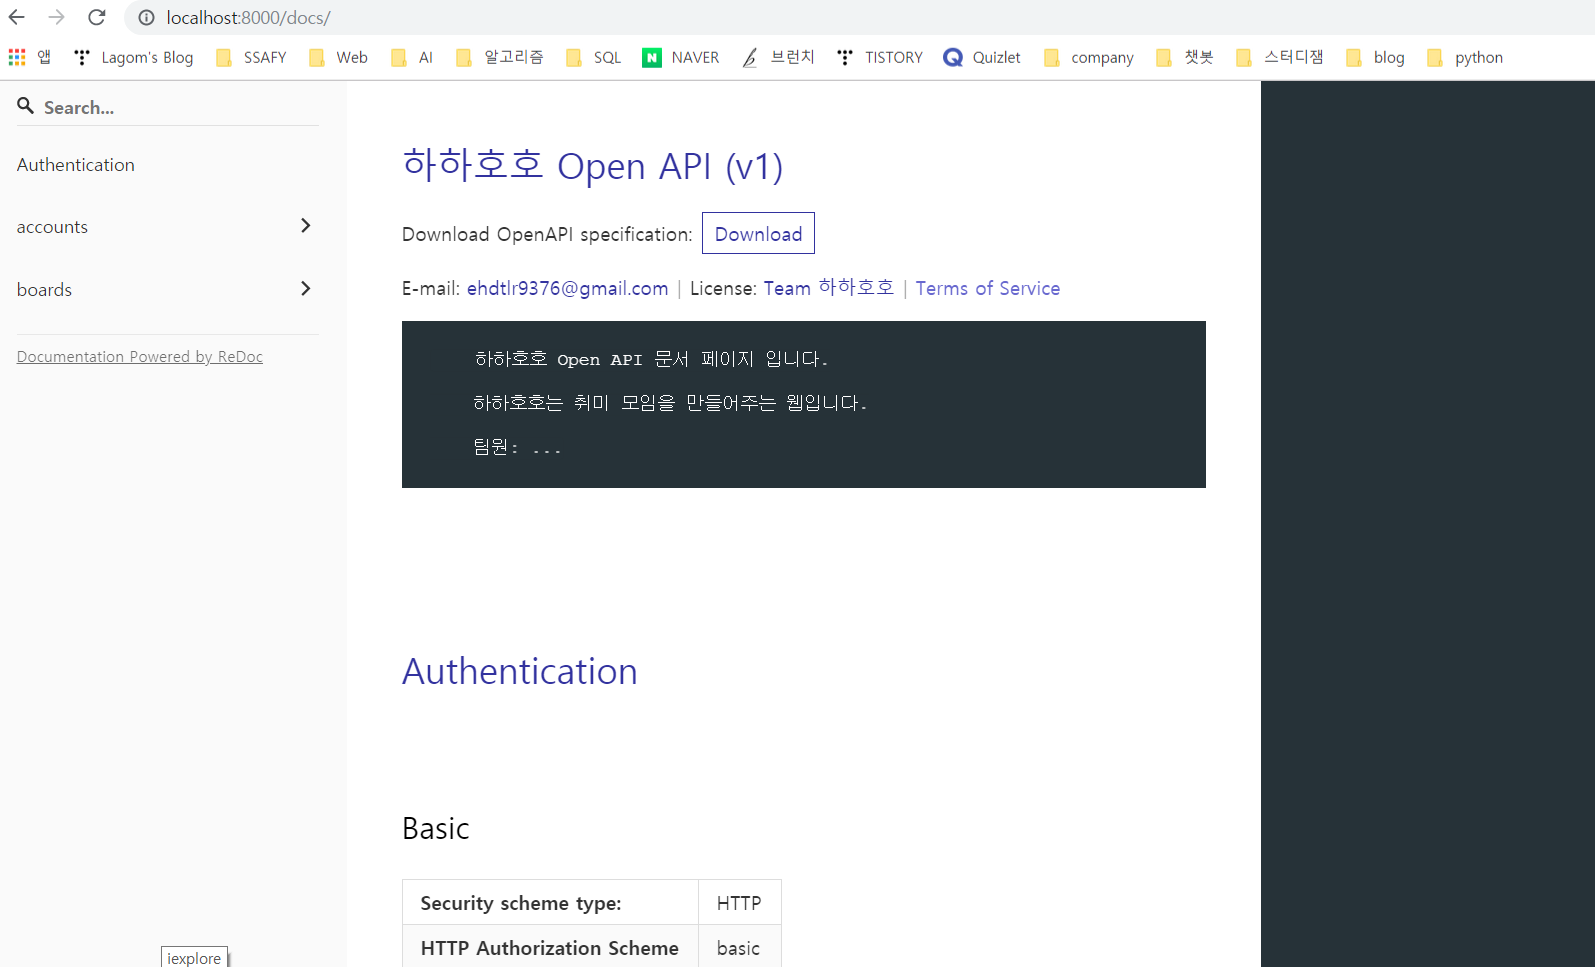 localhost:8000/docs/
앱 Lagom's Blog SSAFY Web AI 알고리즘 SQL NAVER 브런치 TISTORY Quizlet company 챗봇 스터디잼 blog python
Search...
Authentication
accounts
boards
Documentation Powered by ReDoc
하하호호 Open API (v1)
Download OpenAPI specification: Download
E-mail: ehdtlr9376@gmail.com | License: Team 하하호호 | Terms of Service
하하호호 Open API 문서 페이지 입니다.
하하호호는 취미 모임을 만들어주는 웹입니다.
팀원: ...
Authentication
Basic
Security scheme type: HTTP
HTTP Authorization Scheme basic
iexplore